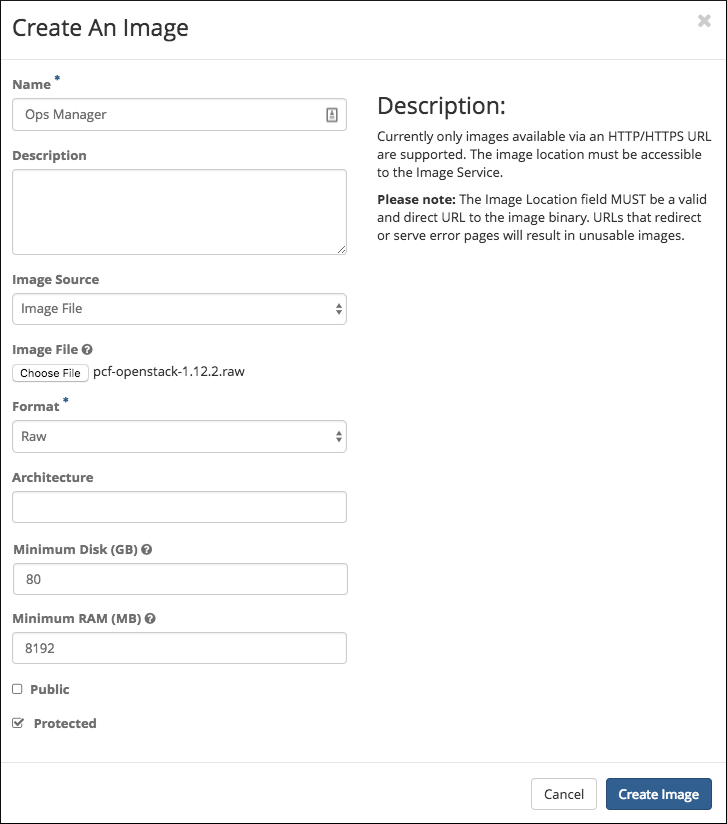 Create An Image
×
Name *
Ops Manager
Description
Image Source
Image File
Image File
Choose File pcf-openstack-1.12.2.raw
Format *
Raw
Architecture
Minimum Disk (GB)
80
Minimum RAM (MB)
8192
Public
Protected
Description:
Currently only images available via an HTTP/HTTPS URL
are supported. The image location must be accessible
to the Image Service.
Please note: The Image Location field MUST be a valid
and direct URL to the image binary. URLs that redirect
or serve error pages will result in unusable images.
Cancel
Create Image